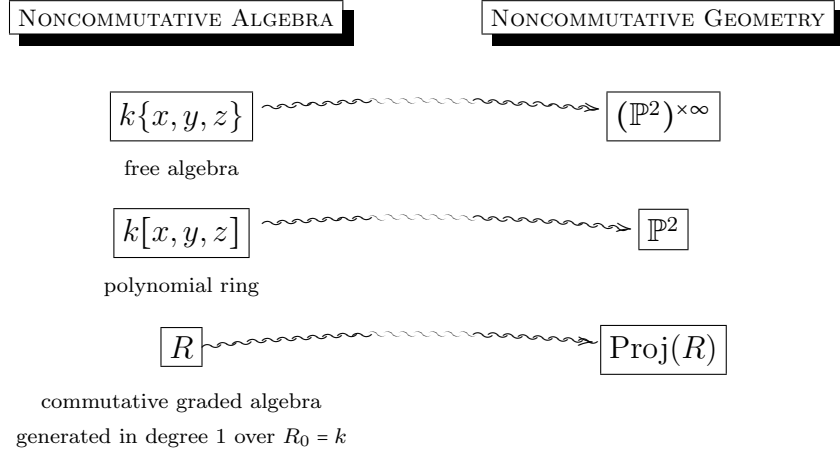 NONCOMMUTATIVE ALGEBRA NONCOMMUTATIVE GEOMETRY
k{x, y, z} (ℙ²)^{×∞}
free algebra
k[x, y, z] ℙ²
polynomial ring
R Proj(R)
commutative graded algebra
generated in degree 1 over R₀ = k